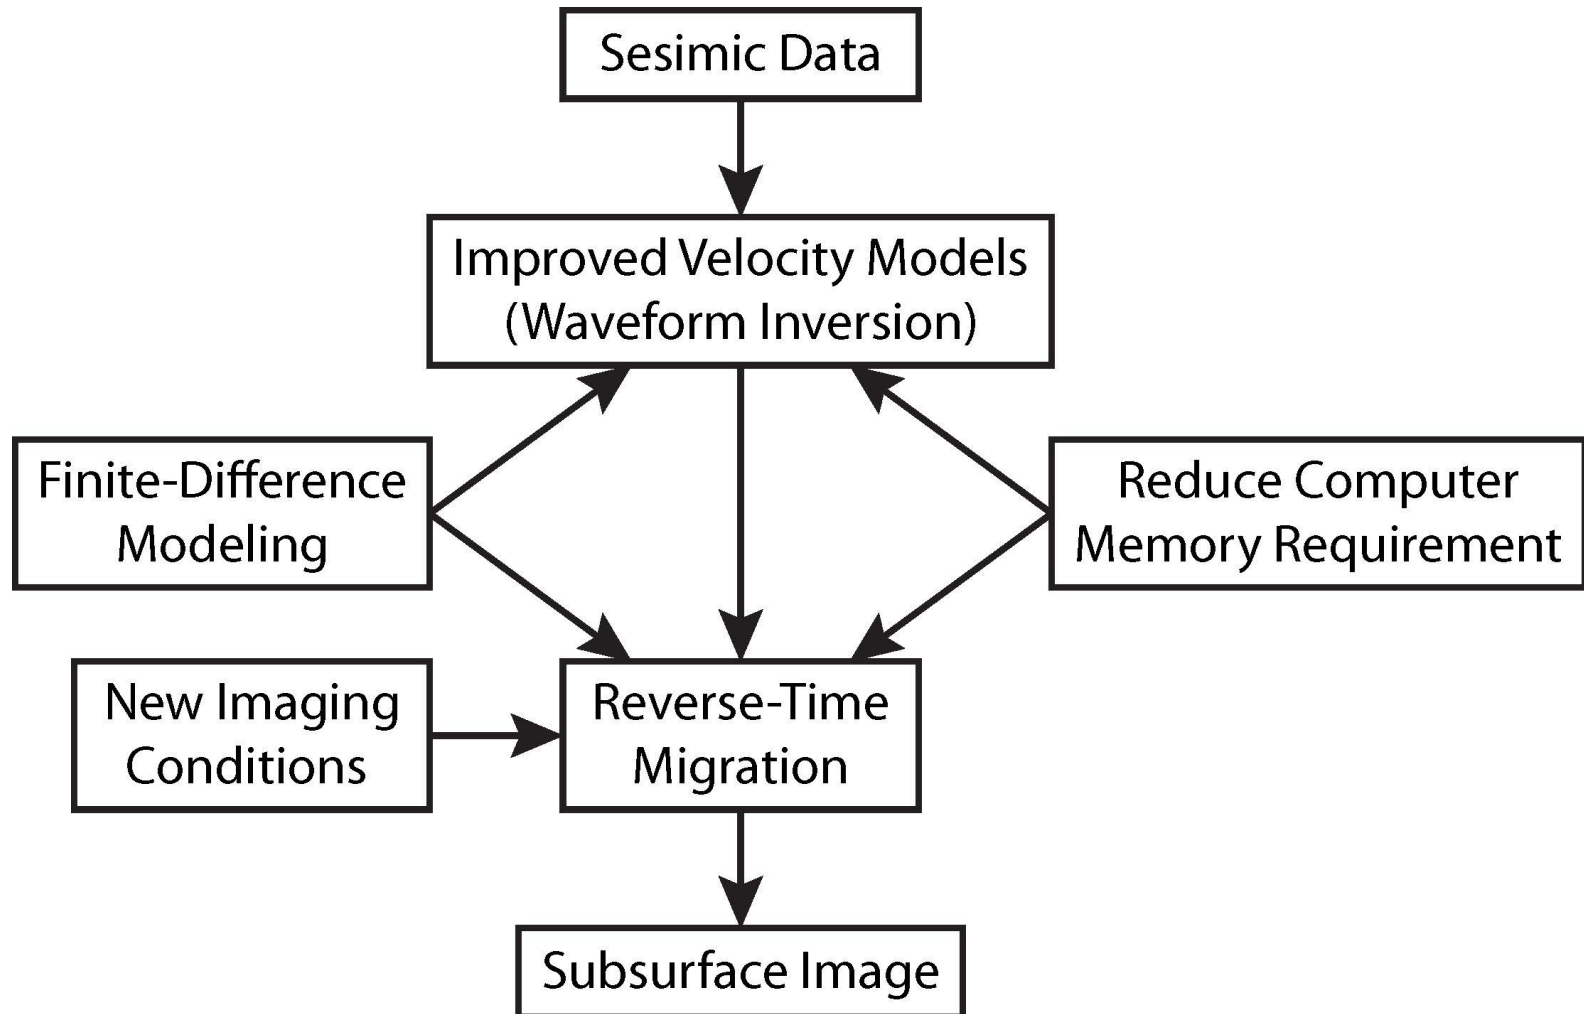 Sesimic Data
Improved Velocity Models
(Waveform Inversion)
Finite-Difference
Modeling
Reduce Computer
Memory Requirement
New Imaging
Conditions
Reverse-Time
Migration
Subsurface Image